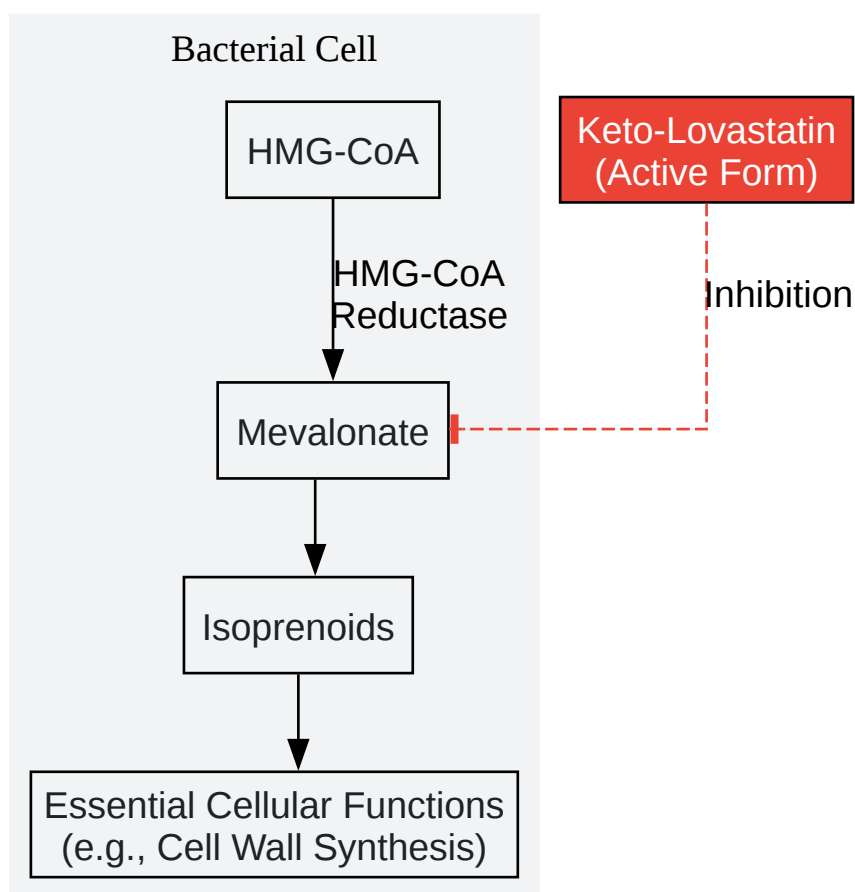 Bacterial Cell
HMG-CoA
Keto-Lovastatin
(Active Form)
HMG-CoA
Reductase
Inhibition
Mevalonate
Isoprenoids
Essential Cellular Functions
(e.g., Cell Wall Synthesis)